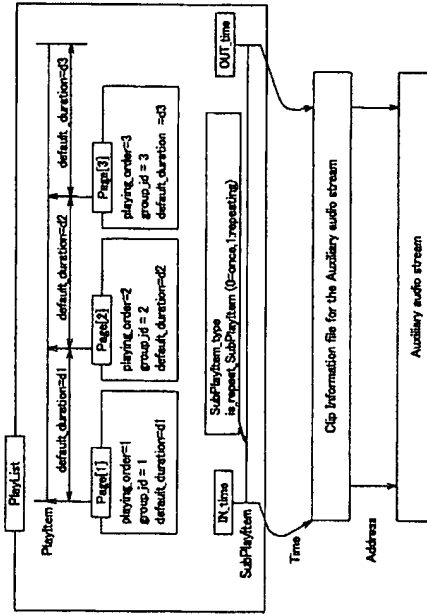 PlayList
PlayItem
default_duration=d1
default_duration=d2
default_duration=d3
Page[1]
playing_order=1
group_id = 1
default_duration=d1
Page[2]
playing_order=2
group_id = 2
default_duration=d2
Page[3]
playing_order=3
group_id = 3
default_duration =d3
SubPlayItem
IN_time
SubPlayItem_type
is_repeat_SubPlayItem (0=once,1:repeating)
OUT_time
Time
Clip Information file for the Auxiliary audio stream
Address
Auxiliary audio stream